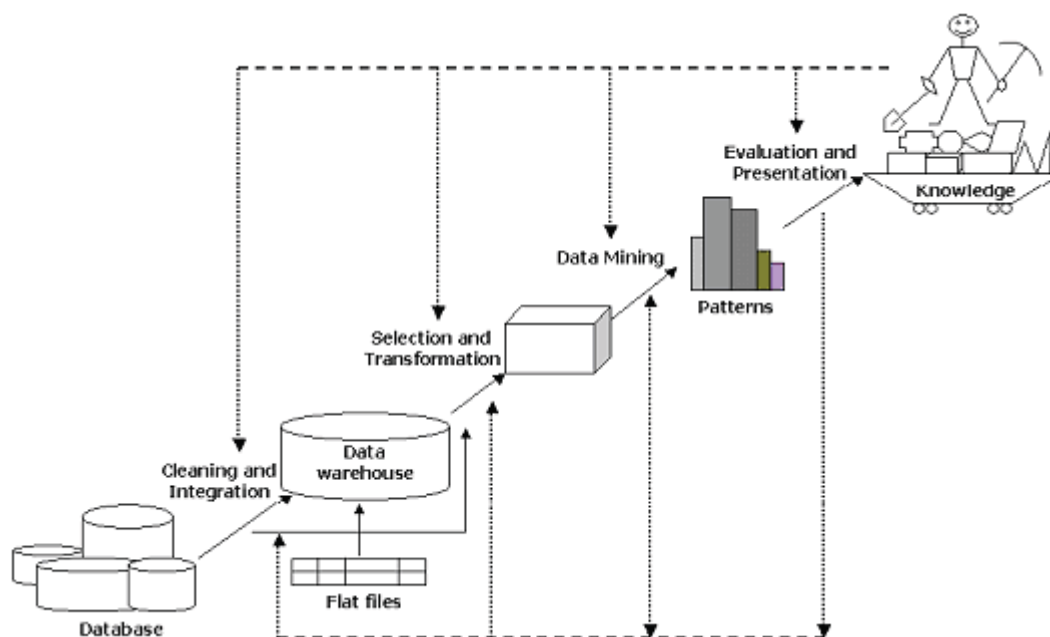 Evaluation and
Presentation
Knowledge
Data Mining
Patterns
Selection and
Transformation
Data
warehouse
Cleaning and
Integration
Flat files
Database